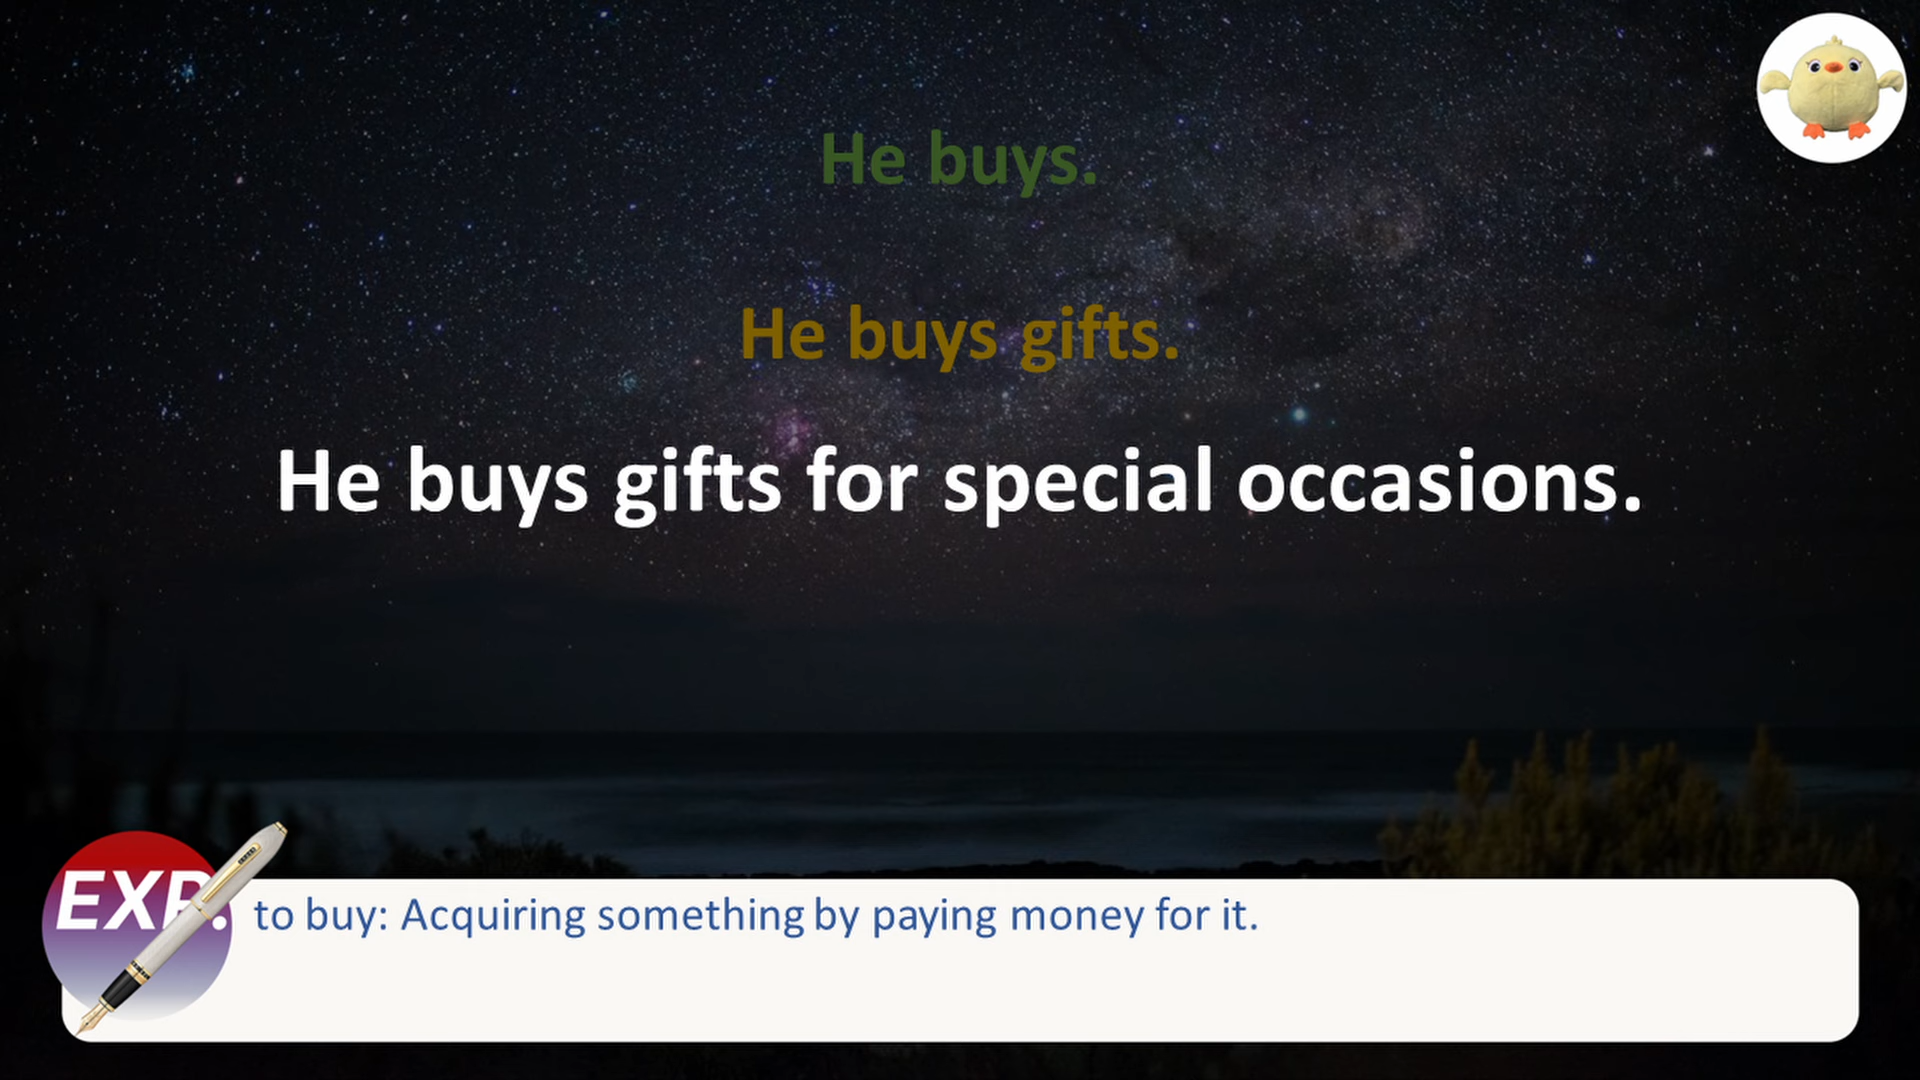 He buys.
He buys gifts.
He buys gifts for special occasions.
EXP.
to buy: Acquiring something by paying money for it.